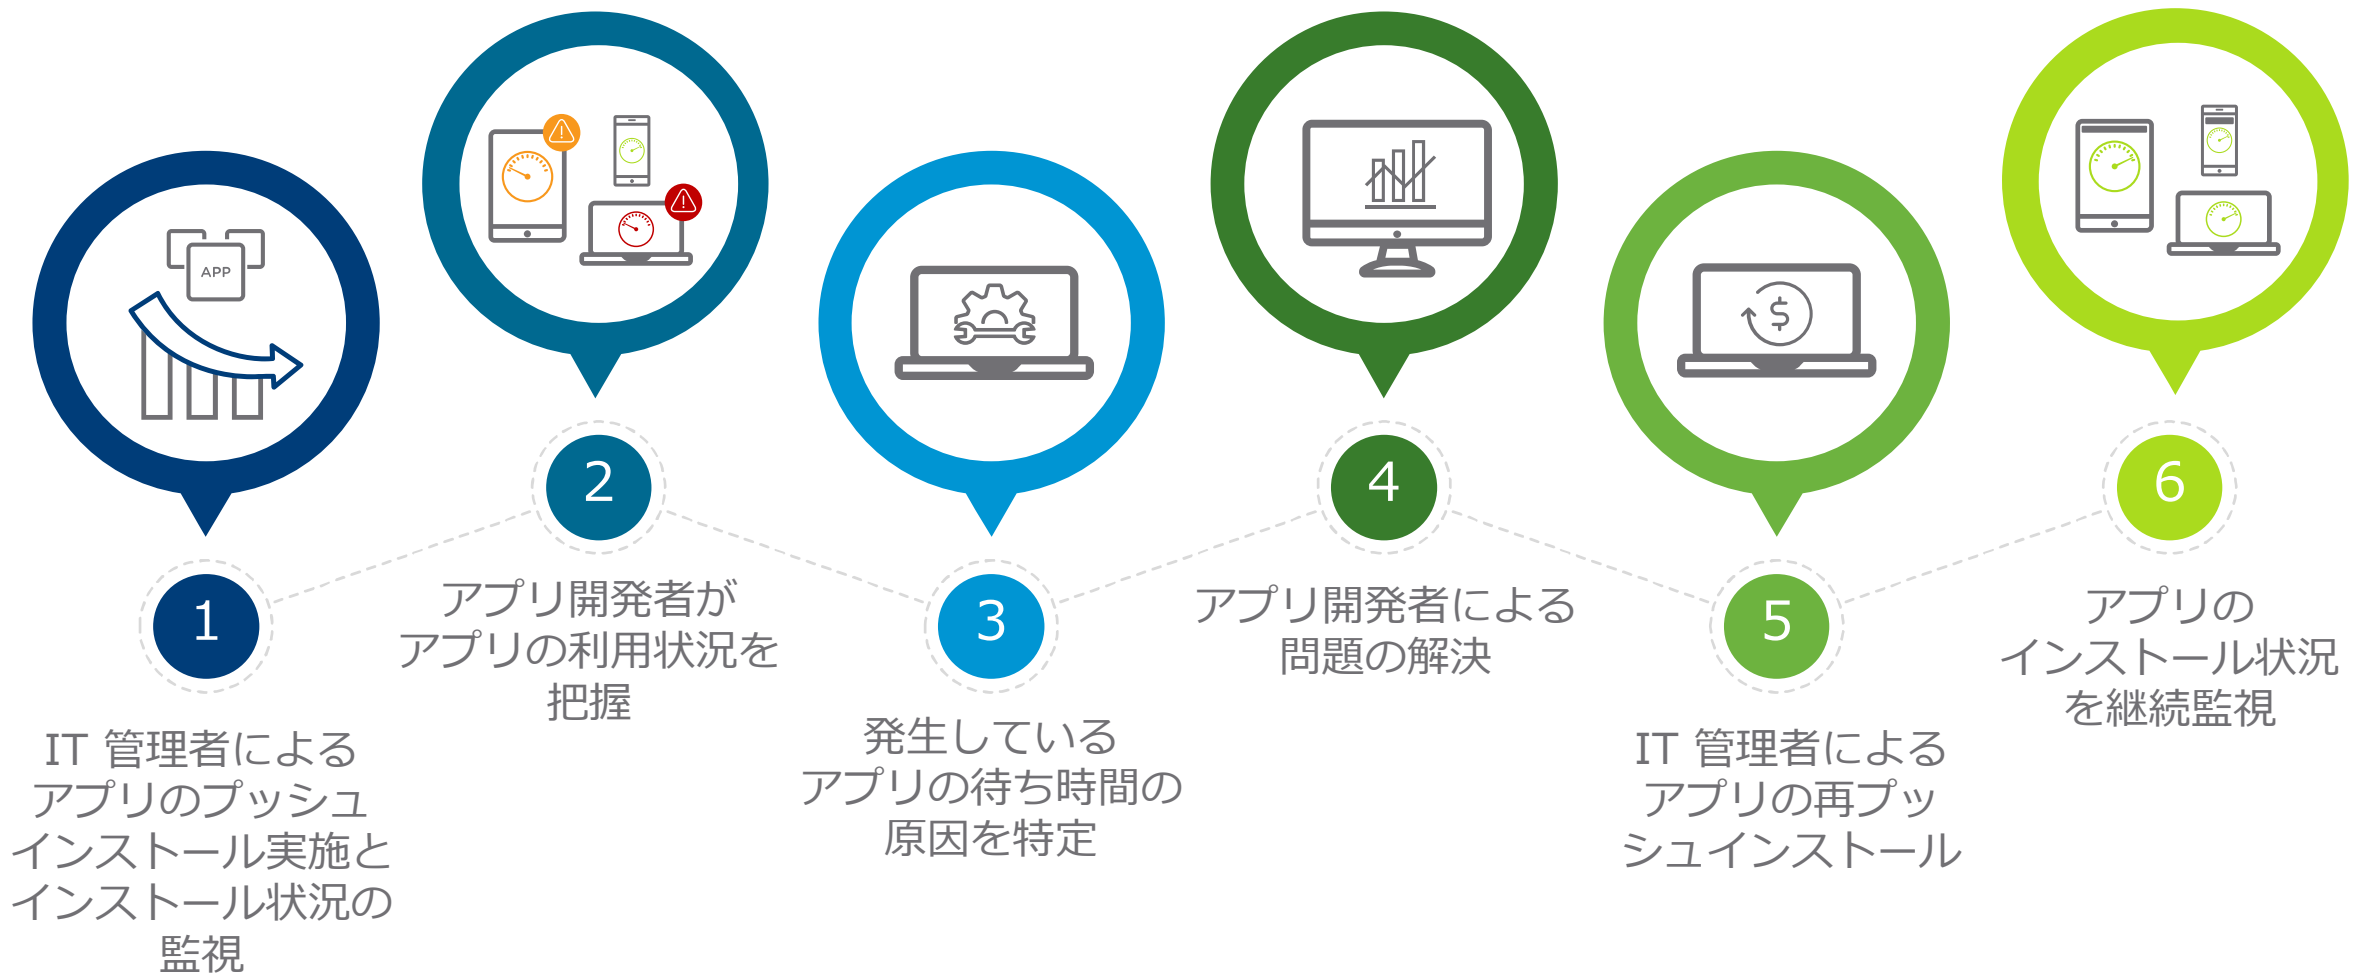 APP
1
IT 管理者による
アプリのプッシュ
インストール実施と
インストール状況の
監視
2
アプリ開発者が
アプリの利用状況を
把握
3
発生している
アプリの待ち時間の
原因を特定
4
アプリ開発者による
問題の解決
$
5
IT 管理者による
アプリの再プッ
シュインストール
6
アプリの
インストール状況
を継続監視